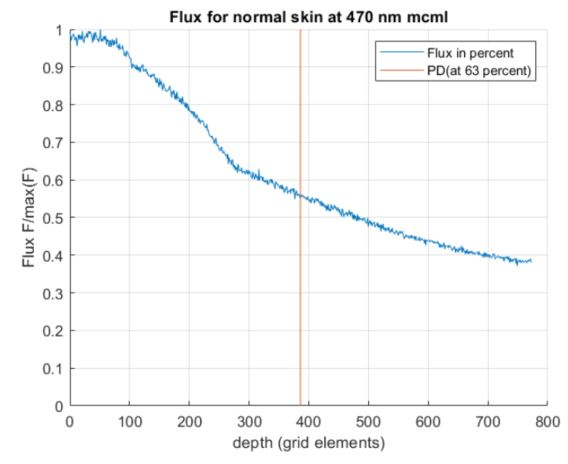 Flux for normal skin at 470 nm mcml
1
0.9
0.8
0.7
0.6
0.5
0.4
0.3
0.2
0.1
0
Flux F/max(F)
Flux in percent
PD(at 63 percent)
0 100 200 300 400 500 600 700 800
depth (grid elements)